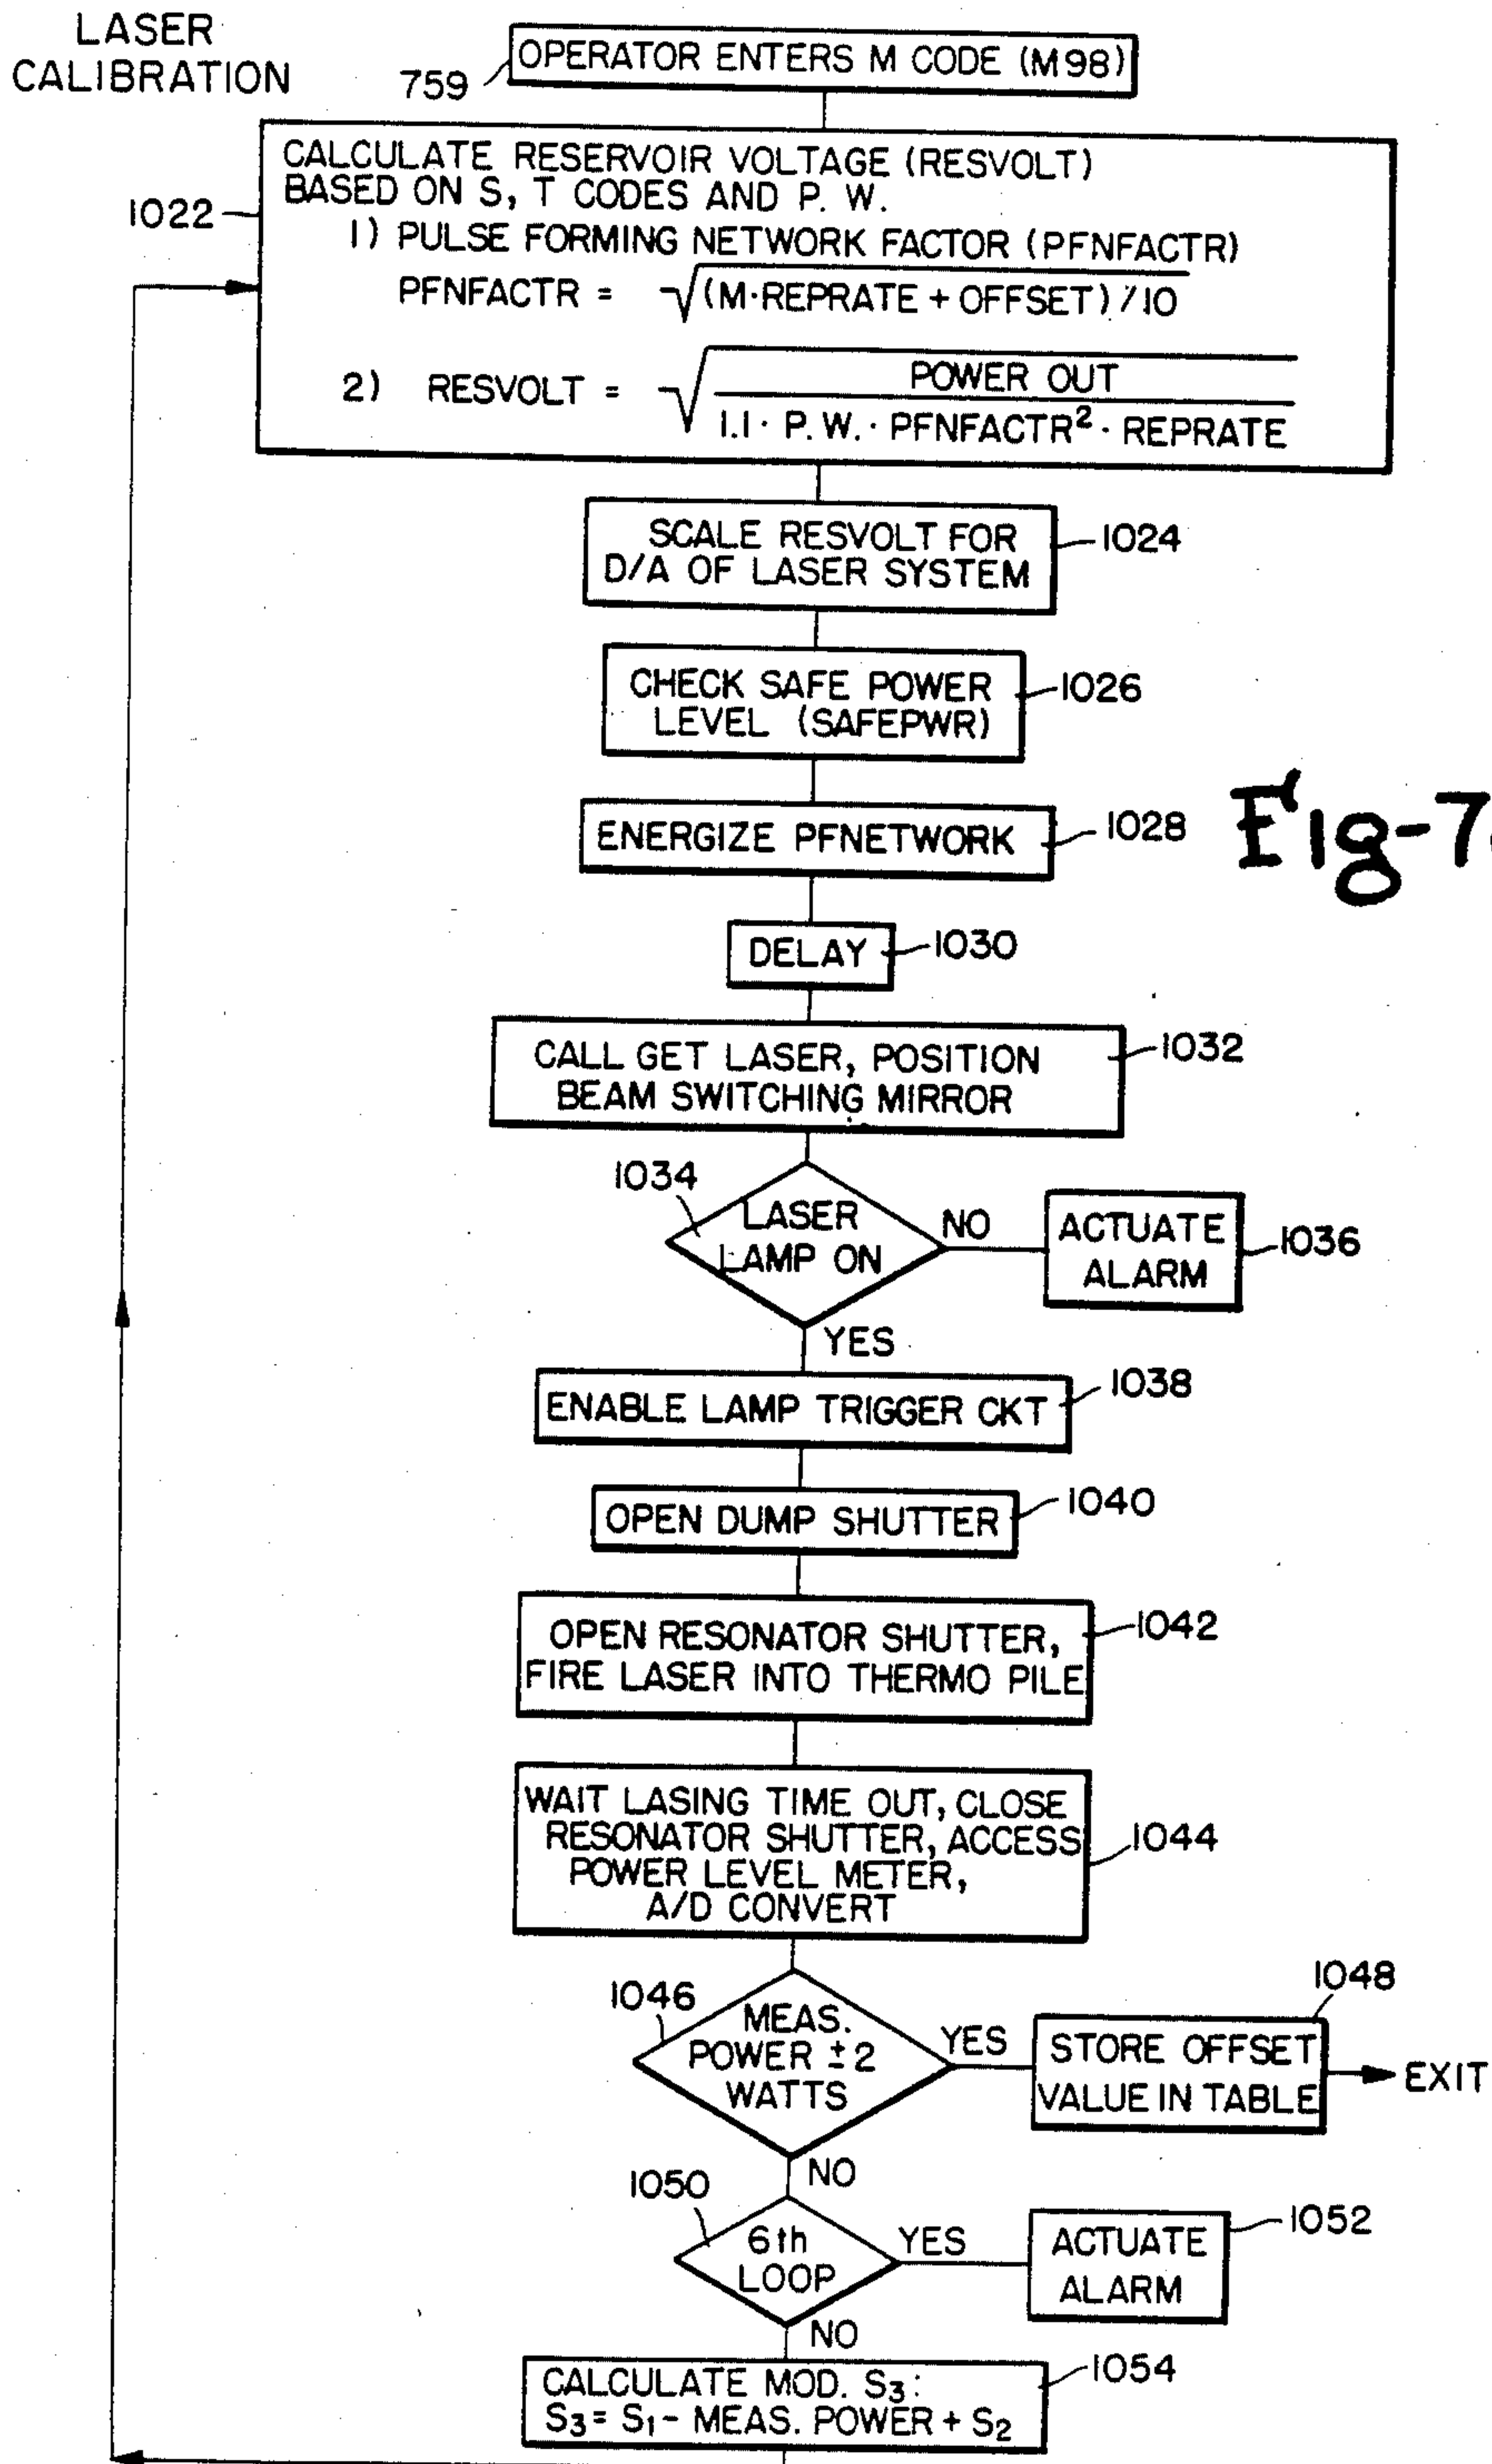 LASER
CALIBRATION
OPERATOR ENTERS M CODE (M98)
759
CALCULATE RESERVOIR VOLTAGE (RESVOLT)
BASED ON S, T CODES AND P. W.
1022
1) PULSE FORMING NETWORK FACTOR (PFNFACTR)
PFNFACTR = √(M·REPRATE + OFFSET) / 10
2) RESVOLT = √ POWER OUT
1.1 · P. W. · PFNFACTR² · REPRATE
SCALE RESVOLT FOR
D/A OF LASER SYSTEM
1024
CHECK SAFE POWER
LEVEL (SAFEPWR)
1026
ENERGIZE PFNETWORK
1028
Fig-7
DELAY
1030
CALL GET LASER, POSITION
BEAM SWITCHING MIRROR
1032
1034
LASER
LAMP ON
NO
ACTUATE
ALARM
1036
YES
ENABLE LAMP TRIGGER CKT
1038
OPEN DUMP SHUTTER
1040
OPEN RESONATOR SHUTTER,
FIRE LASER INTO THERMO PILE
1042
WAIT LASING TIME OUT, CLOSE
RESONATOR SHUTTER, ACCESS
POWER LEVEL METER,
A/D CONVERT
1044
1046
MEAS.
POWER ±2
WATTS
YES
1048
STORE OFFSET
VALUE IN TABLE
EXIT
NO
1050
6th
LOOP
YES
ACTUATE
ALARM
1052
NO
CALCULATE MOD. S₃:
S₃ = S₁ - MEAS. POWER + S₂
1054